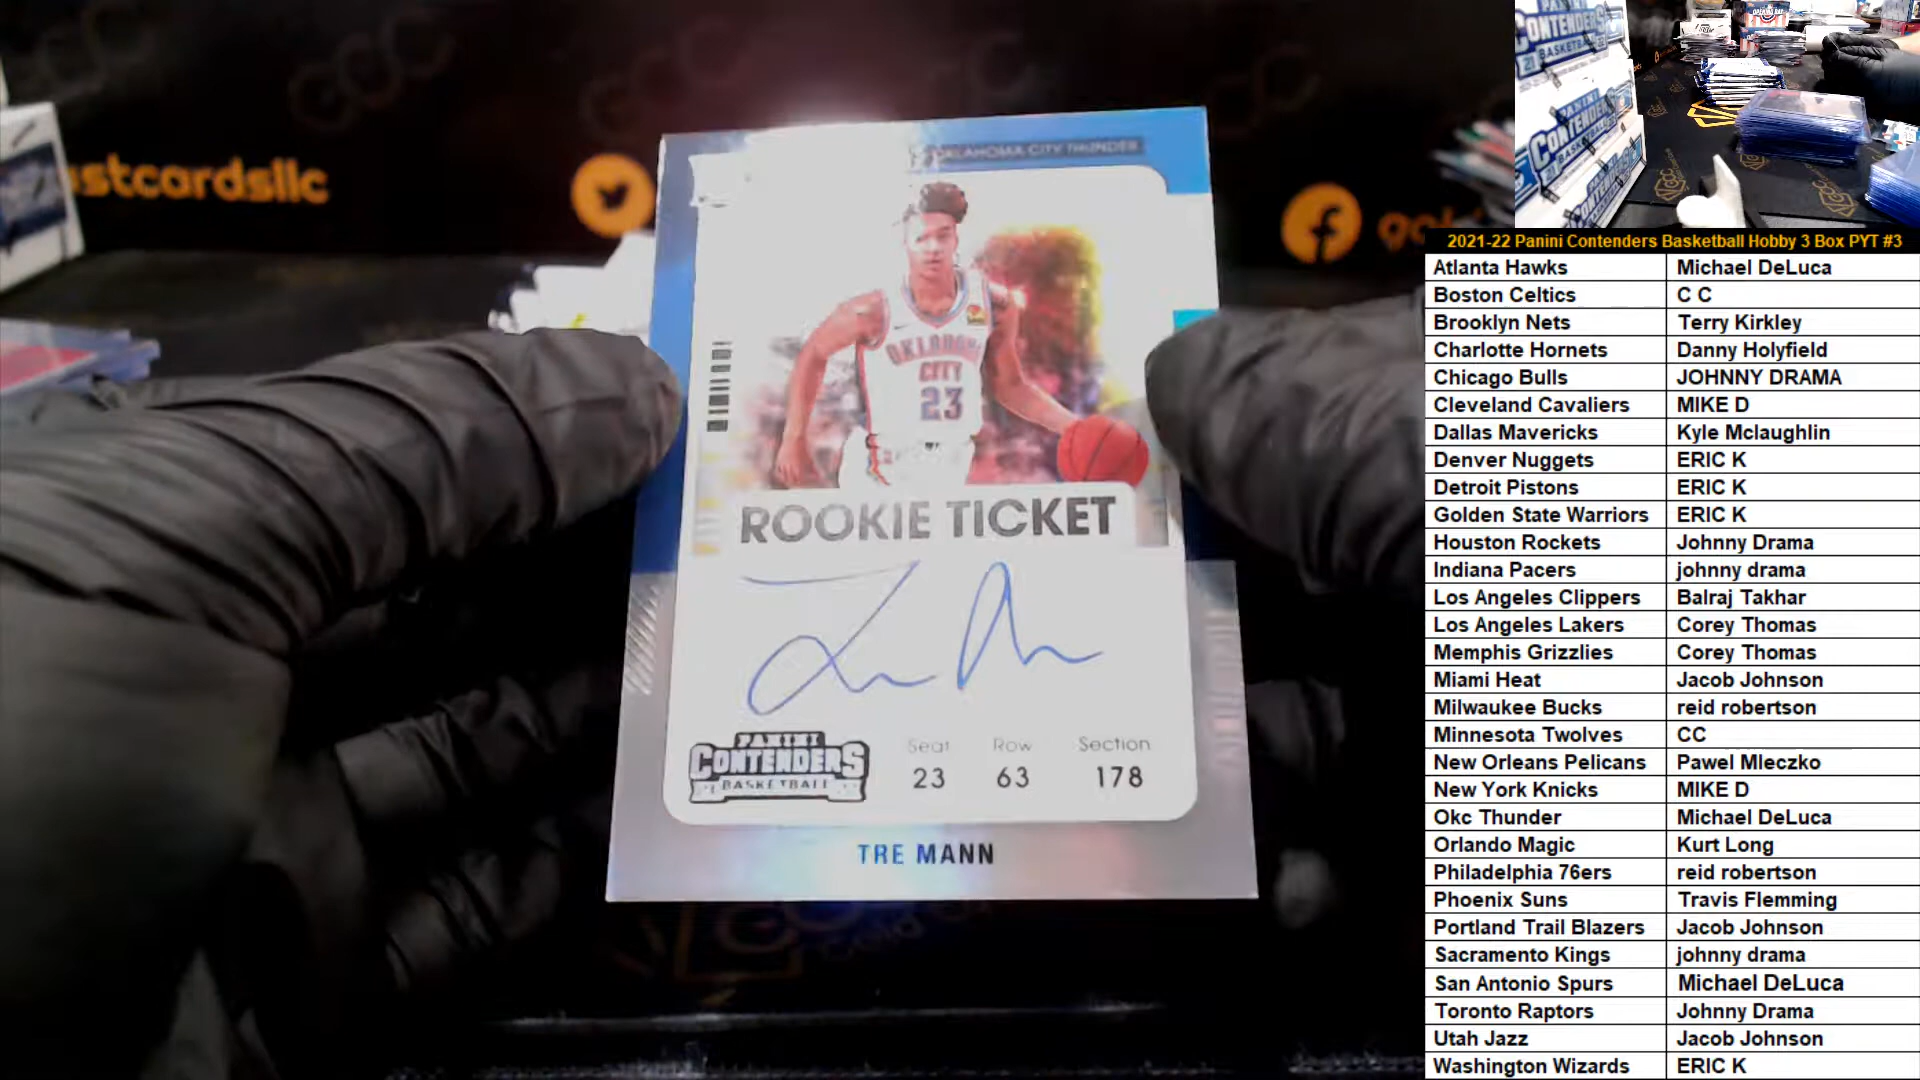 stcardsllc
OKLAHOMA CITY THUNDER
OKLAHOMA
CITY
23
ROOKIE TICKET
PANINI
CONTENDERS
BASKETBALL
Seat Row Section
23 63 178
TRE MANN
PANINI
CONTENDERS
BASKETBALL
PANINI
CONTENDERS
OPENING DAY
2021-22 Panini Contenders Basketball Hobby 3 Box PYT #3
Atlanta Hawks Michael DeLuca
Boston Celtics C C
Brooklyn Nets Terry Kirkley
Charlotte Hornets Danny Holyfield
Chicago Bulls JOHNNY DRAMA
Cleveland Cavaliers MIKE D
Dallas Mavericks Kyle Mclaughlin
Denver Nuggets ERIC K
Detroit Pistons ERIC K
Golden State Warriors ERIC K
Houston Rockets Johnny Drama
Indiana Pacers johnny drama
Los Angeles Clippers Balraj Takhar
Los Angeles Lakers Corey Thomas
Memphis Grizzlies Corey Thomas
Miami Heat Jacob Johnson
Milwaukee Bucks reid robertson
Minnesota Twolves CC
New Orleans Pelicans Pawel Mleczko
New York Knicks MIKE D
Okc Thunder Michael DeLuca
Orlando Magic Kurt Long
Philadelphia 76ers reid robertson
Phoenix Suns Travis Flemming
Portland Trail Blazers Jacob Johnson
Sacramento Kings johnny drama
San Antonio Spurs Michael DeLuca
Toronto Raptors Johnny Drama
Utah Jazz Jacob Johnson
Washington Wizards ERIC K